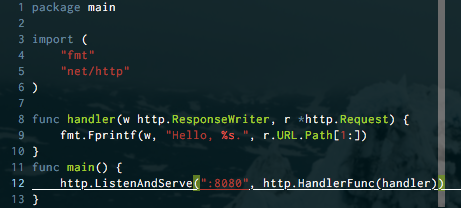 1 package main
2
3 import (
4     "fmt"
5     "net/http"
6 )
7
8 func handler(w http.ResponseWriter, r *http.Request) {
9     fmt.Fprintf(w, "Hello, %s.", r.URL.Path[1:])
10 }
11 func main() {
12     http.ListenAndServe(":8080", http.HandlerFunc(handler))
13 }